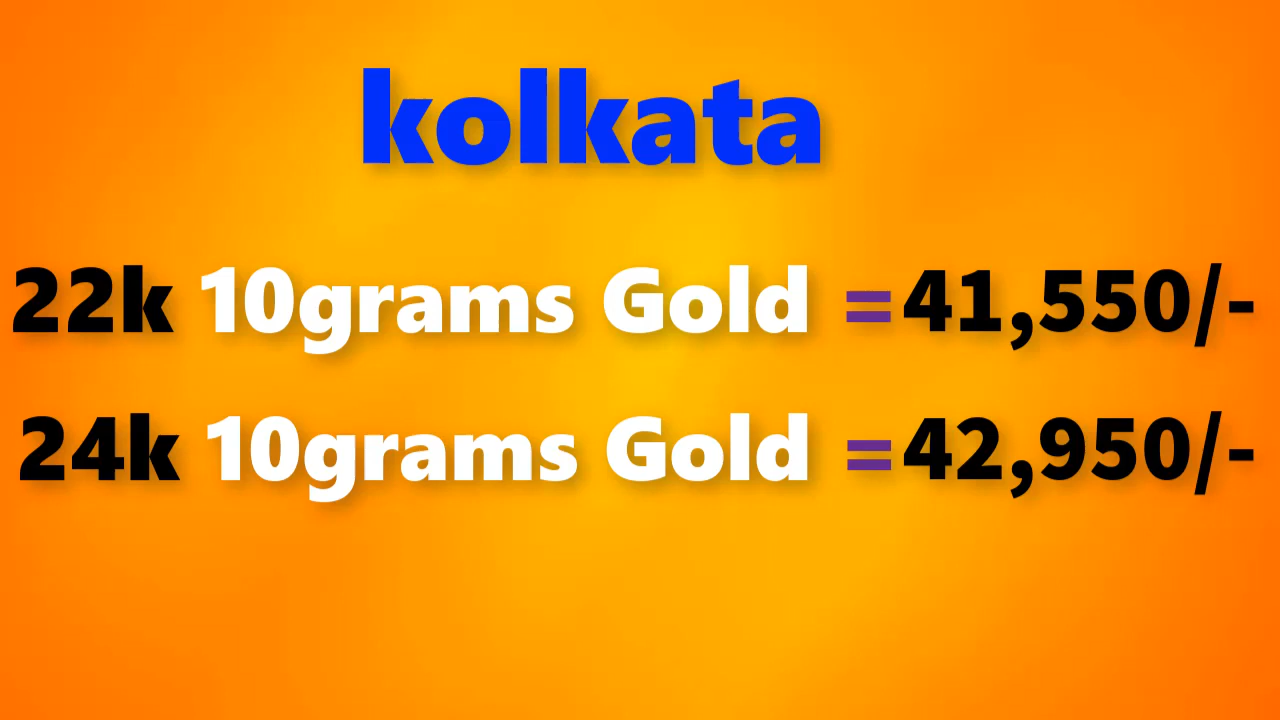 kolkata
22k 10grams Gold =41,550/-
24k 10grams Gold =42,950/-